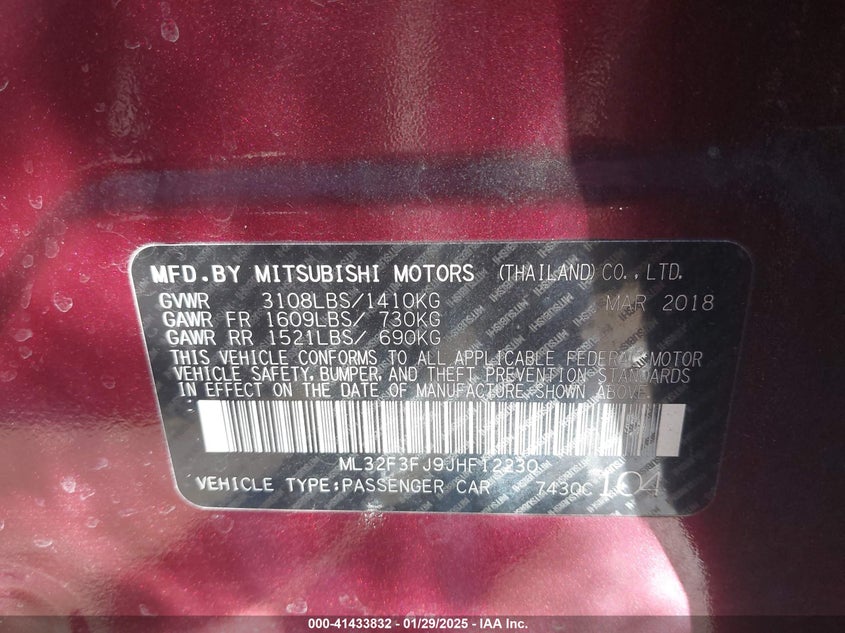 MFD.BY MITSUBISHI MOTORS (THAILAND) CO., LTD.
GVWR 3108LBS/1410KG MAR 2018
GAWR FR 1609LBS/ 730KG
GAWR RR 1521LBS/ 690KG
THIS VEHICLE CONFORMS TO ALL APPLICABLE FEDERAL MOTOR
VEHICLE SAFETY, BUMPER, AND THEFT PREVENTION STANDARDS
IN EFFECT ON THE DATE OF MANUFACTURE SHOWN ABOVE.
ML32F3FJ9JHF12230
VEHICLE TYPE:PASSENGER CAR 7430C 104
000-41433832 - 01/29/2025 - IAA Inc.